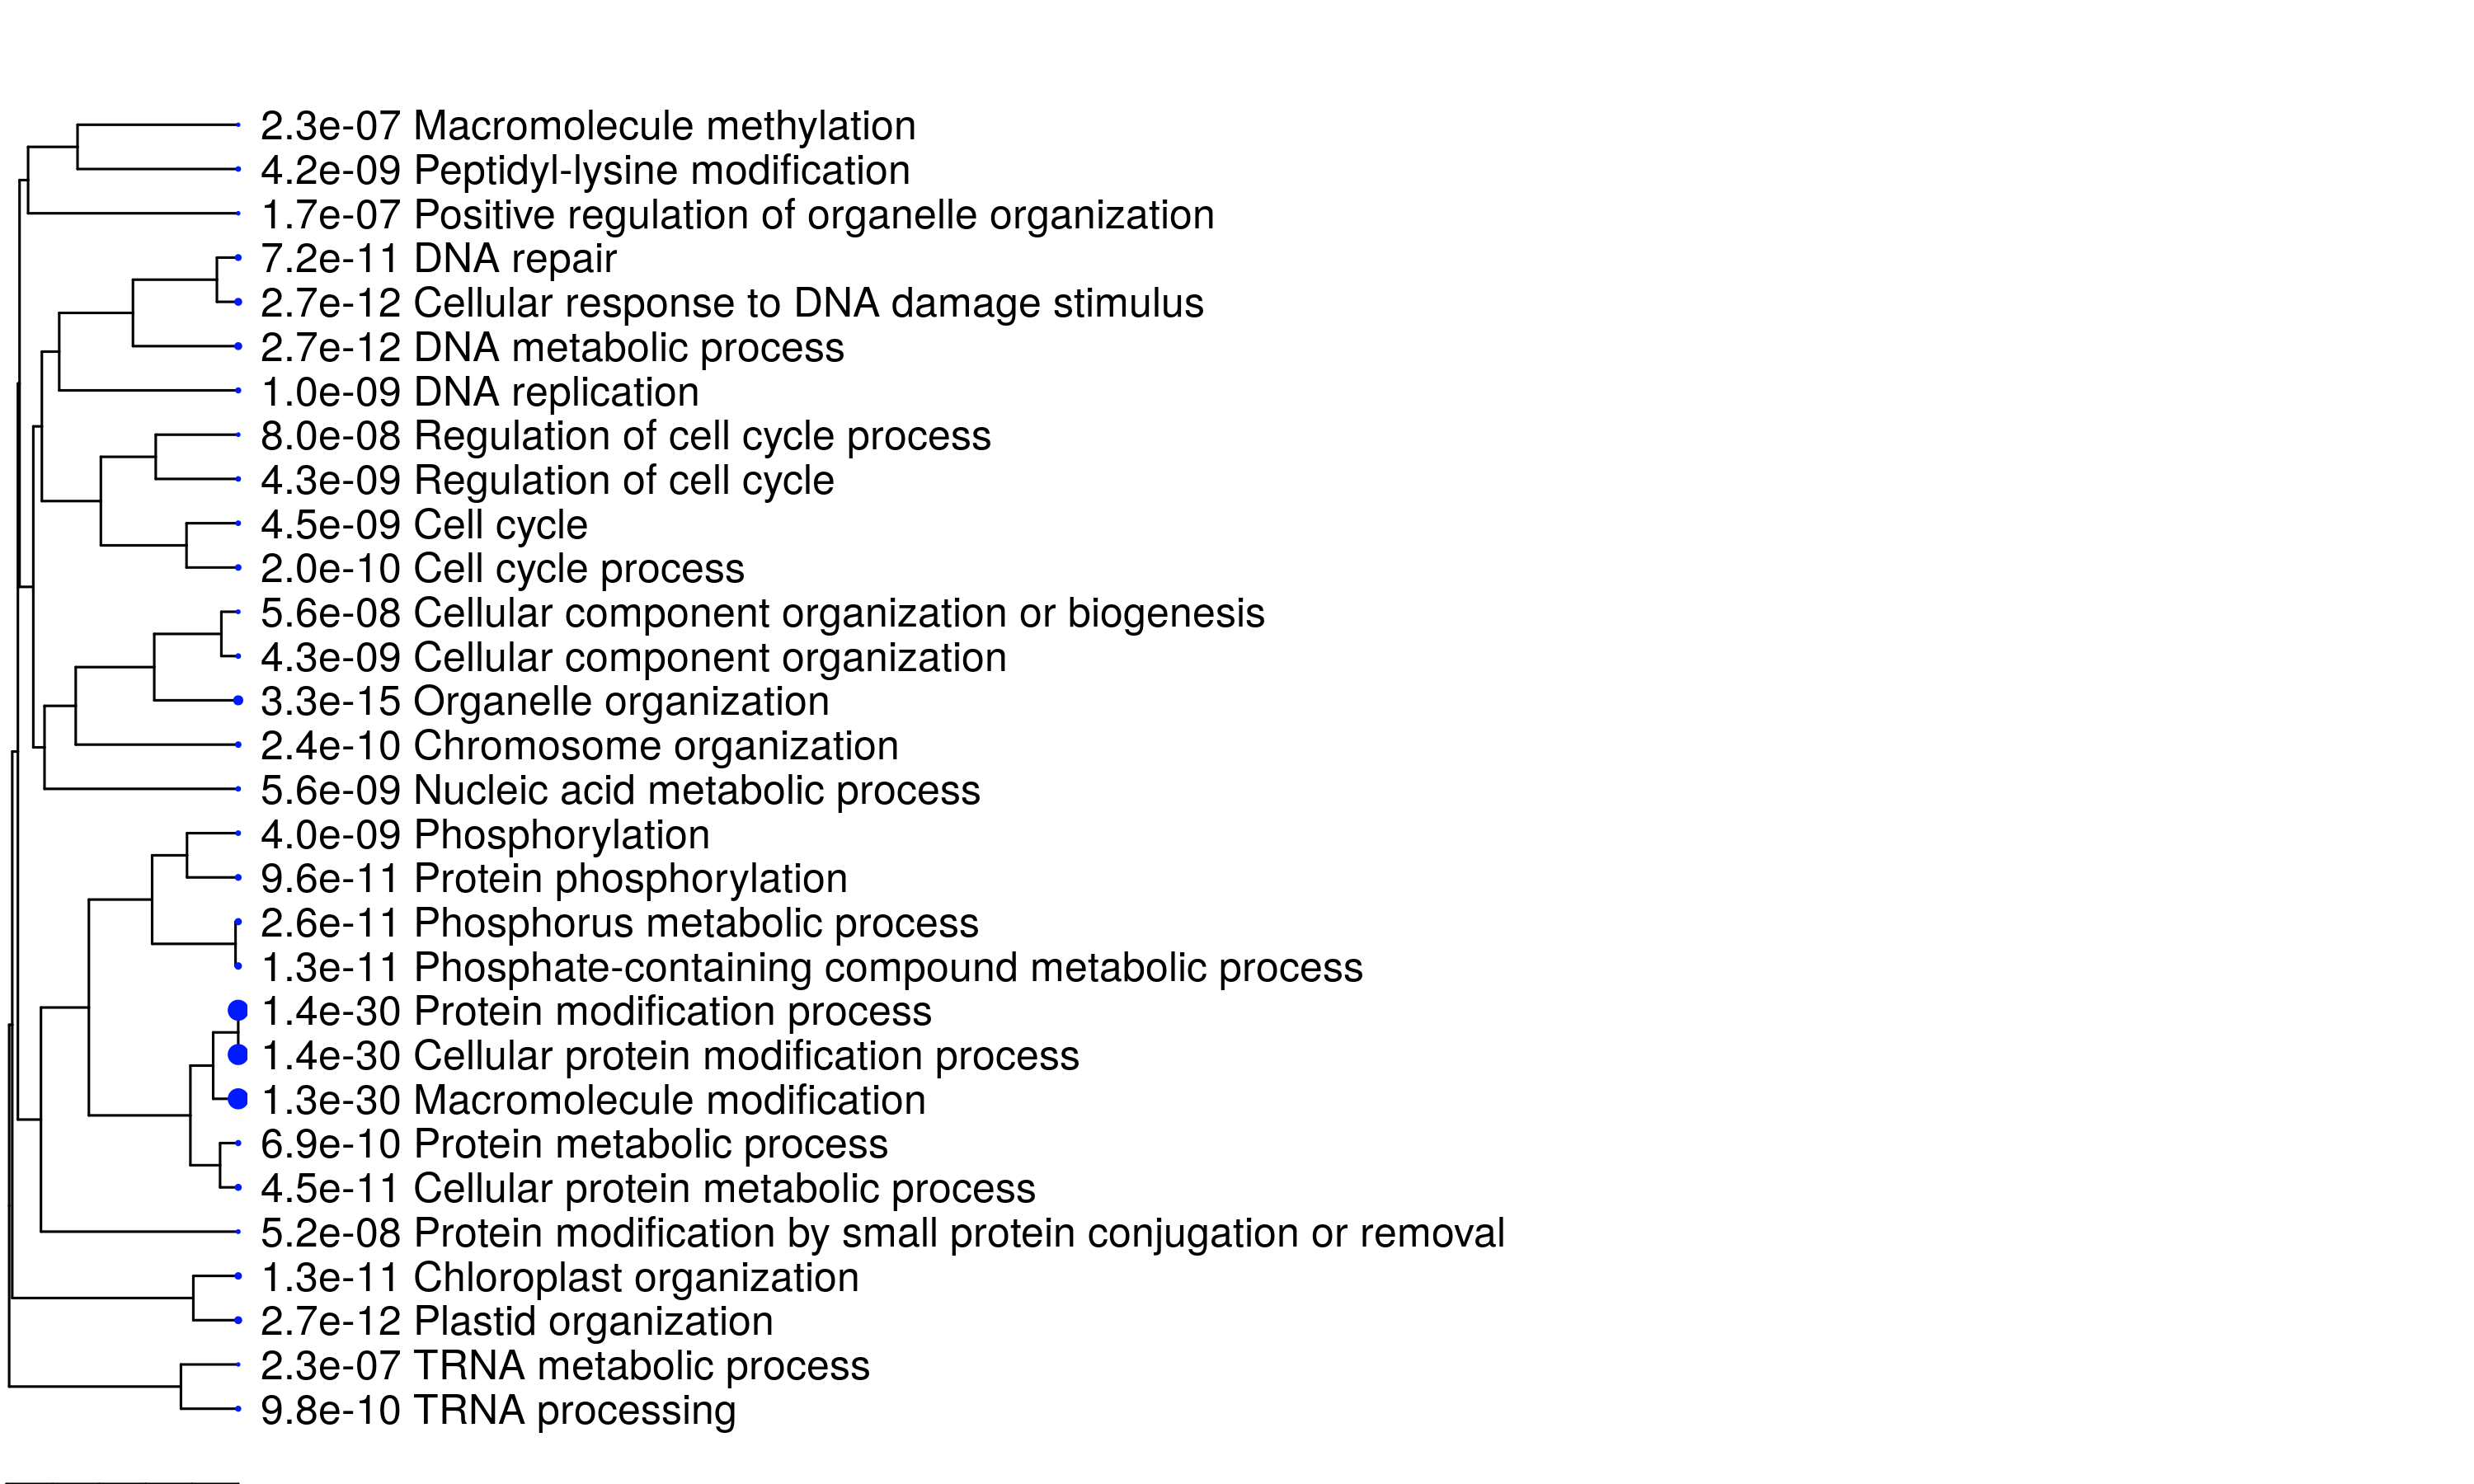 2.3e-07 Macromolecule methylation
4.2e-09 Peptidyl-lysine modification
1.7e-07 Positive regulation of organelle organization
7.2e-11 DNA repair
2.7e-12 Cellular response to DNA damage stimulus
2.7e-12 DNA metabolic process
1.0e-09 DNA replication
8.0e-08 Regulation of cell cycle process
4.3e-09 Regulation of cell cycle
4.5e-09 Cell cycle
2.0e-10 Cell cycle process
5.6e-08 Cellular component organization or biogenesis
4.3e-09 Cellular component organization
3.3e-15 Organelle organization
2.4e-10 Chromosome organization
5.6e-09 Nucleic acid metabolic process
4.0e-09 Phosphorylation
9.6e-11 Protein phosphorylation
2.6e-11 Phosphorus metabolic process
1.3e-11 Phosphate-containing compound metabolic process
1.4e-30 Protein modification process
1.4e-30 Cellular protein modification process
1.3e-30 Macromolecule modification
6.9e-10 Protein metabolic process
4.5e-11 Cellular protein metabolic process
5.2e-08 Protein modification by small protein conjugation or removal
1.3e-11 Chloroplast organization
2.7e-12 Plastid organization
2.3e-07 TRNA metabolic process
9.8e-10 TRNA processing